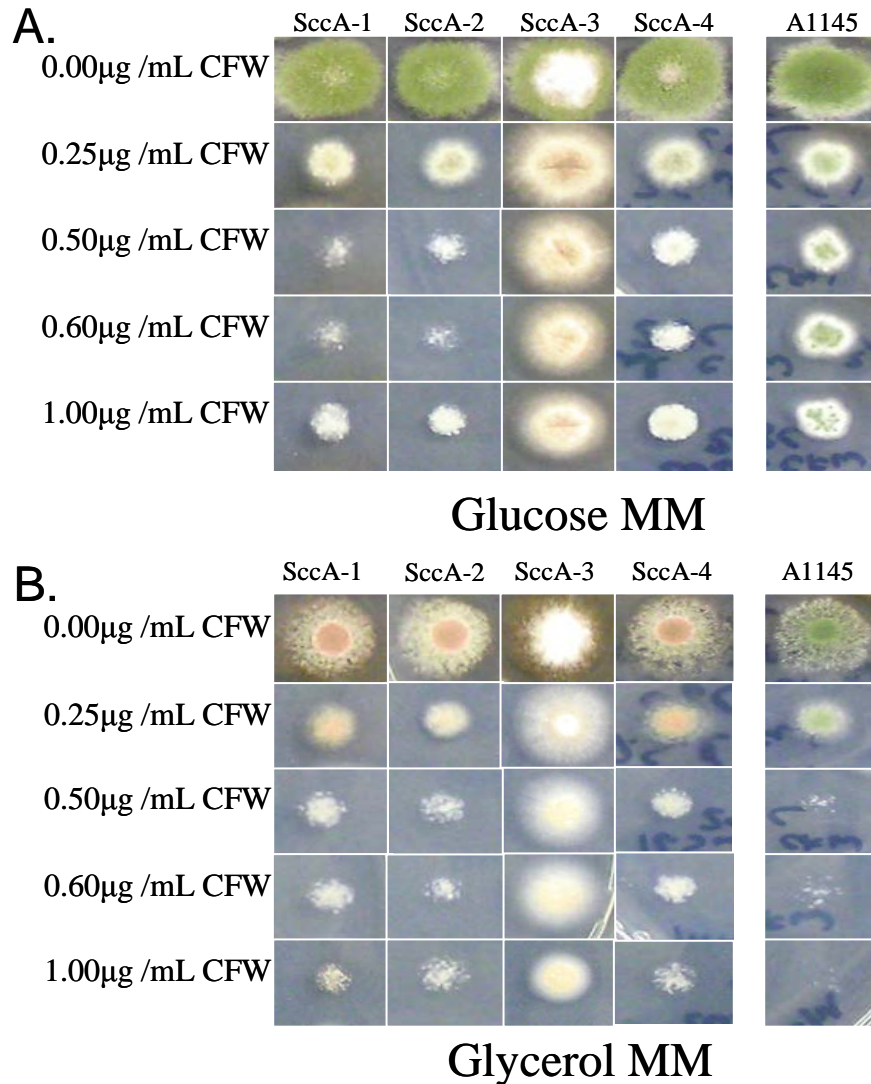 A.
SccA-1 SccA-2 SccA-3 SccA-4 A1145
0.00µg /mL CFW
0.25µg /mL CFW
0.50µg /mL CFW
0.60µg /mL CFW
1.00µg /mL CFW
Glucose MM
B.
SccA-1 SccA-2 SccA-3 SccA-4 A1145
0.00µg /mL CFW
0.25µg /mL CFW
0.50µg /mL CFW
0.60µg /mL CFW
1.00µg /mL CFW
Glycerol MM